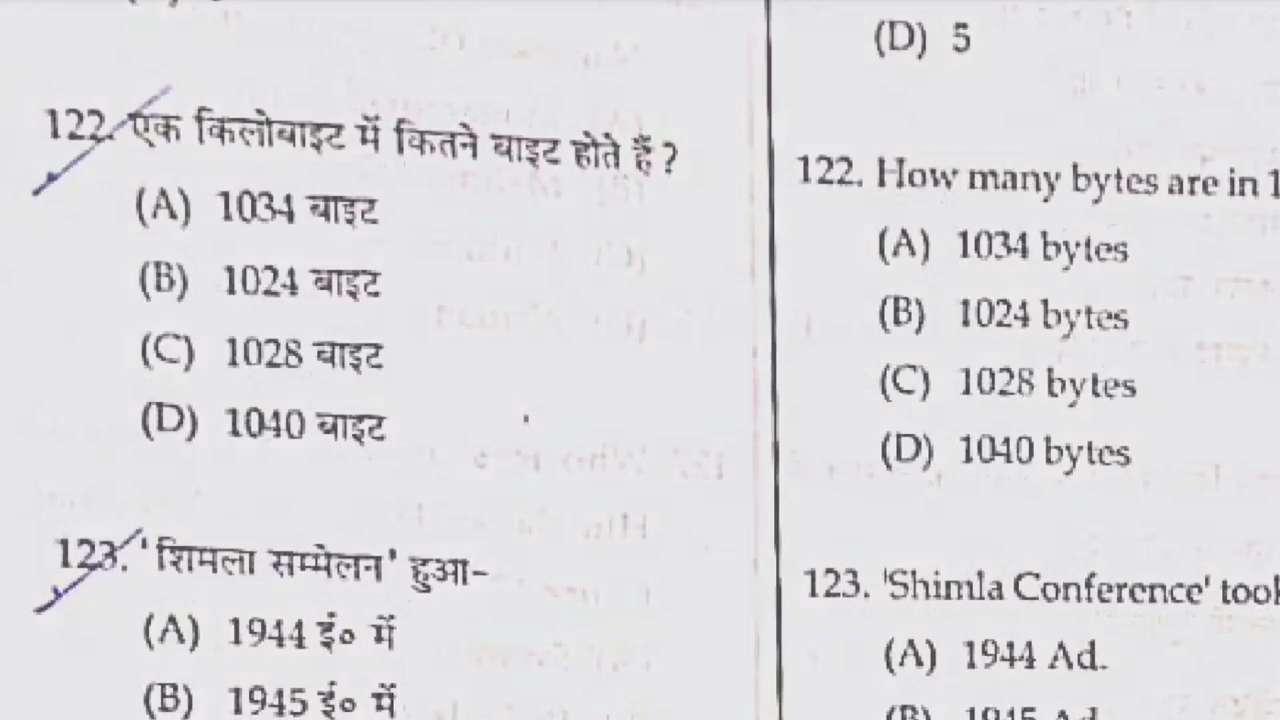 122. एक किलोबाइट में कितने बाइट होते हैं ?
(A) 1034 बाइट
(B) 1024 बाइट
(C) 1028 बाइट
(D) 1040 बाइट
123. 'शिमला सम्मेलन' हुआ-
(A) 1944 ई० में
(B) 1945 ई० में
(D) 5
122. How many bytes are in 1
(A) 1034 bytes
(B) 1024 bytes
(C) 1028 bytes
(D) 1040 bytes
123. 'Shimla Conference' took
(A) 1944 Ad.
(B) 1945 Ad